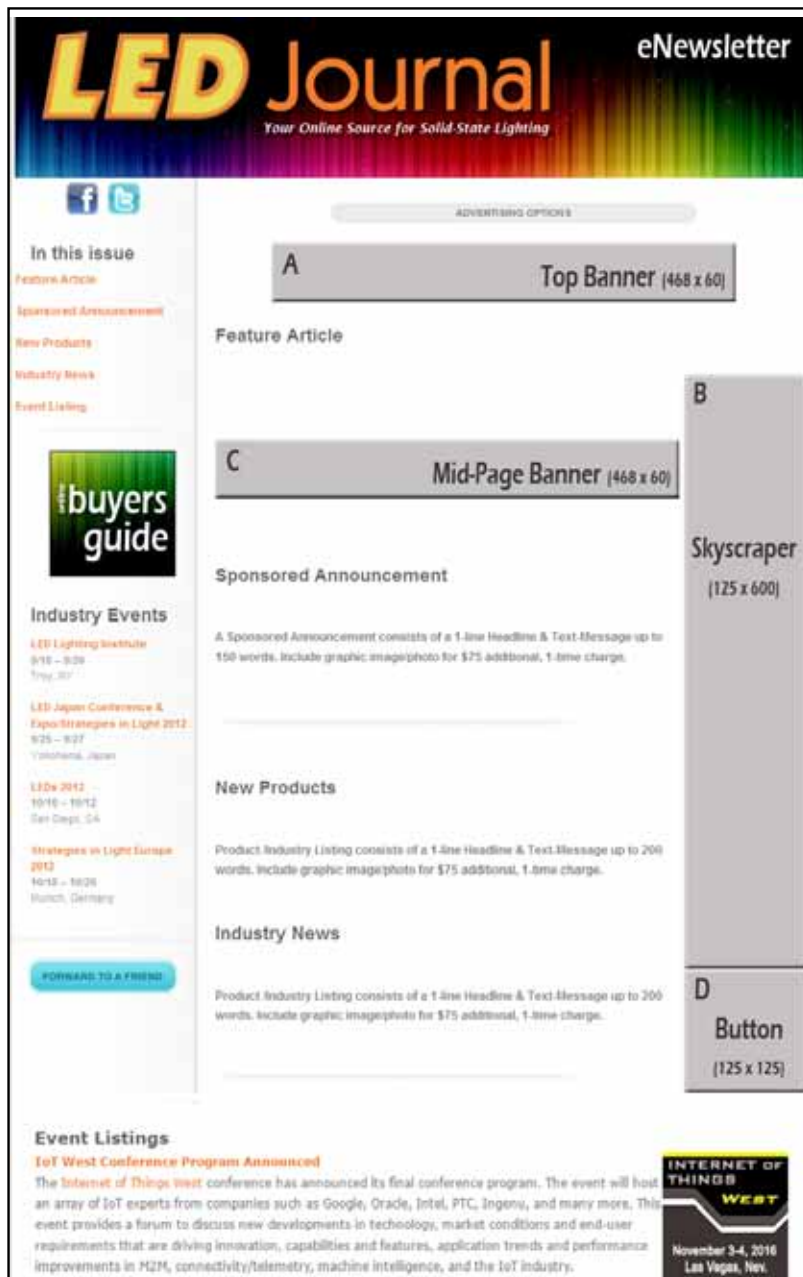 LED Journal
eNewsletter
Your Online Source for Solid-State Lighting
ADVERTISING OPTIONS
In this issue
Feature Article
Sponsored Announcement
New Products
Industry News
Event Listing
online buyers
guide
Industry Events
LED Lighting Institute
Troy, NY
LED Japan Conference &
Expo/Strategies in Light 2012
9/25 – 9/27
Yokohama, Japan
LEDs 2012
10/10 – 10/12
San Diego, CA
Strategies in Light Europe
2012
Munich, Germany
FORWARD TO A FRIEND
A
Top Banner (468 x 60)
Feature Article
B
Skyscraper
(125 x 600)
C
Mid-Page Banner (468 x 60)
Sponsored Announcement
A Sponsored Announcement consists of a 1-line Headline & Text-Message up to
150 words. Include graphic image/photo for $75 additional, 1-time charge.
New Products
Product Industry Listing consists of a 1-line Headline & Text-Message up to 200
words. Include graphic image/photo for $75 additional, 1-time charge.
Industry News
Product Industry Listing consists of a 1-line Headline & Text-Message up to 200
words. Include graphic image/photo for $75 additional, 1-time charge.
D
Button
(125 x 125)
Event Listings
IoT West Conference Program Announced
The Internet of Things West conference has announced its final conference program. The event will host
an array of IoT experts from companies such as Google, Oracle, Intel, PTC, Ingenu, and many more. This
event provides a forum to discuss new developments in technology, market conditions and end-user
requirements that are driving innovation, capabilities and features, application trends and performance
improvements in M2M, connectivity/telemetry, machine intelligence, and the IoT industry.
INTERNET OF
THINGS
WEST
November 3-4, 2016
Las Vegas, Nev.